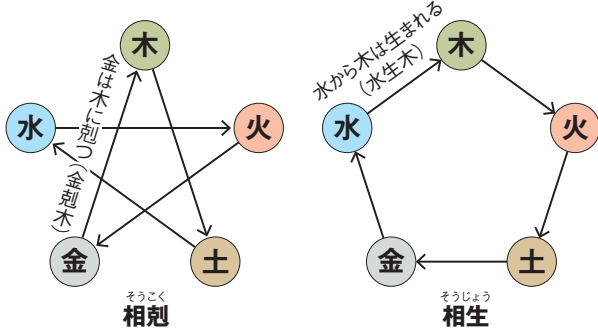 木
金は木に剋つ（金剋木）
水
火
金
土
そうこく
相剋
水から木は生まれる
（水生木）
木
水
火
金
土
そうじょう
相生